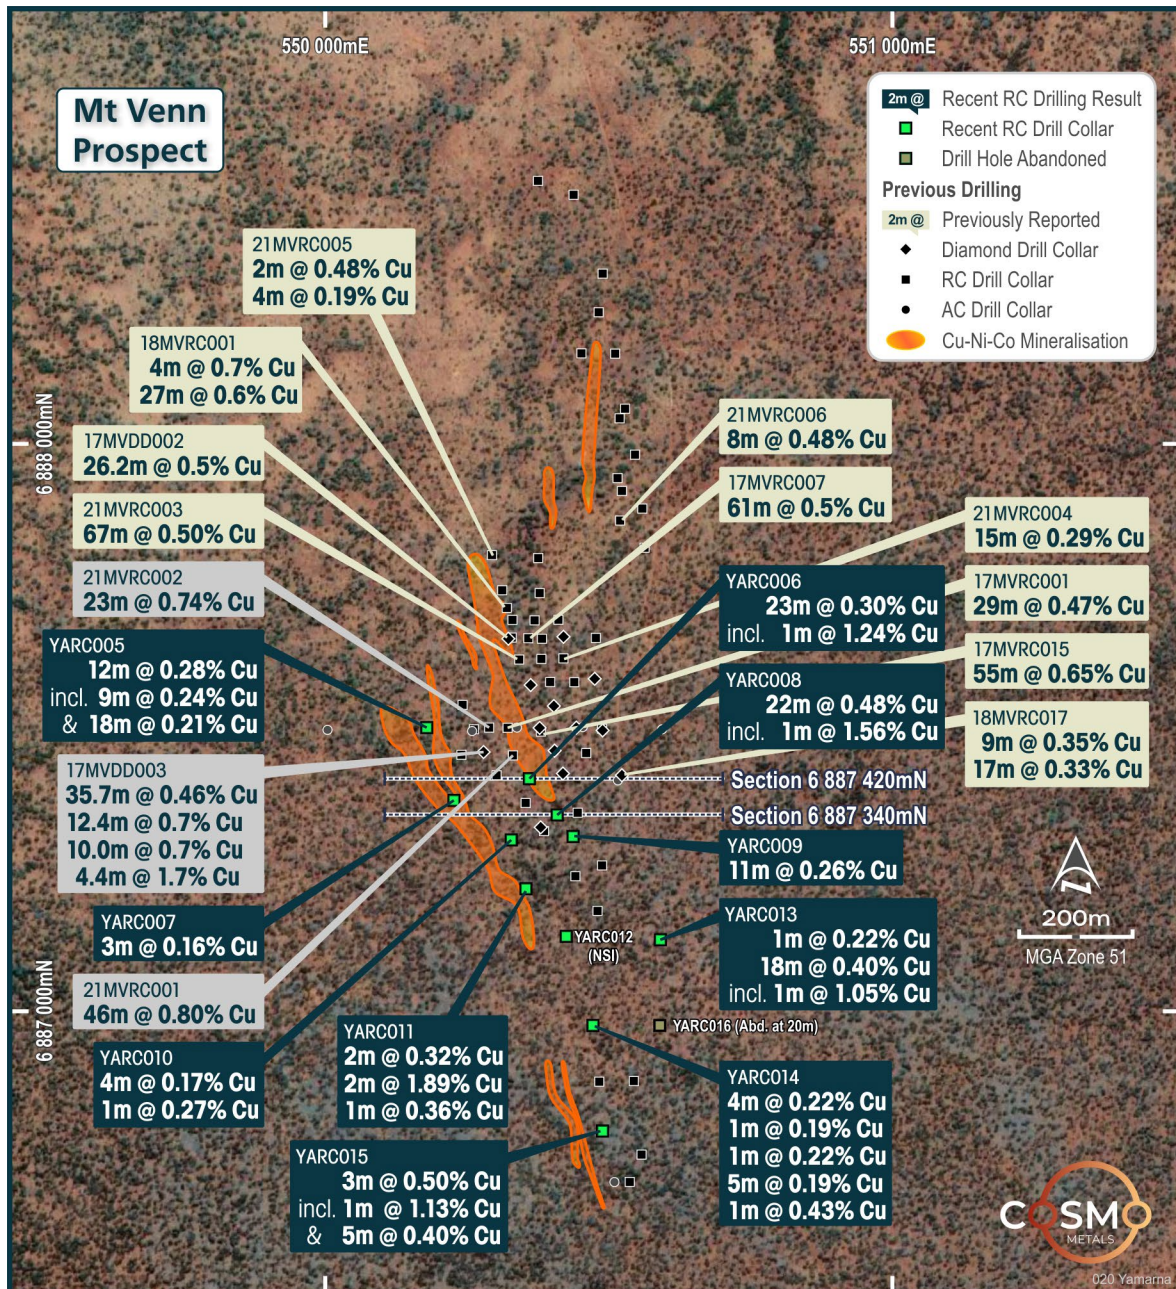 550 000mE
551 000mE
Mt Venn
Prospect
2m @ Recent RC Drilling Result
Recent RC Drill Collar
Drill Hole Abandoned
Previous Drilling
2m @ Previously Reported
Diamond Drill Collar
RC Drill Collar
AC Drill Collar
Cu-Ni-Co Mineralisation
21MVRC005
2m @ 0.48% Cu
4m @ 0.19% Cu
18MVRC001
4m @ 0.7% Cu
27m @ 0.6% Cu
6 888 000mN
17MVDD002
26.2m @ 0.5% Cu
21MVRC003
67m @ 0.50% Cu
21MVRC002
23m @ 0.74% Cu
YARC005
12m @ 0.28% Cu
incl. 9m @ 0.24% Cu
& 18m @ 0.21% Cu
17MVDD003
35.7m @ 0.46% Cu
12.4m @ 0.7% Cu
10.0m @ 0.7% Cu
4.4m @ 1.7% Cu
YARC007
3m @ 0.16% Cu
21MVRC001
46m @ 0.80% Cu
6 887 000mN
YARC010
4m @ 0.17% Cu
1m @ 0.27% Cu
21MVRC006
8m @ 0.48% Cu
17MVRC007
61m @ 0.5% Cu
21MVRC004
15m @ 0.29% Cu
YARC006
23m @ 0.30% Cu
incl. 1m @ 1.24% Cu
17MVRC001
29m @ 0.47% Cu
17MVRC015
55m @ 0.65% Cu
YARC008
22m @ 0.48% Cu
incl. 1m @ 1.56% Cu
18MVRC017
9m @ 0.35% Cu
17m @ 0.33% Cu
Section 6 887 420mN
Section 6 887 340mN
YARC009
11m @ 0.26% Cu
N
200m
MGA Zone 51
YARC012
(NSI)
YARC013
1m @ 0.22% Cu
18m @ 0.40% Cu
incl. 1m @ 1.05% Cu
YARC016 (Abd. at 20m)
YARC011
2m @ 0.32% Cu
2m @ 1.89% Cu
1m @ 0.36% Cu
YARC014
4m @ 0.22% Cu
1m @ 0.19% Cu
1m @ 0.22% Cu
5m @ 0.19% Cu
1m @ 0.43% Cu
YARC015
3m @ 0.50% Cu
incl. 1m @ 1.13% Cu
& 5m @ 0.40% Cu
COSMO
METALS
020 Yamarna